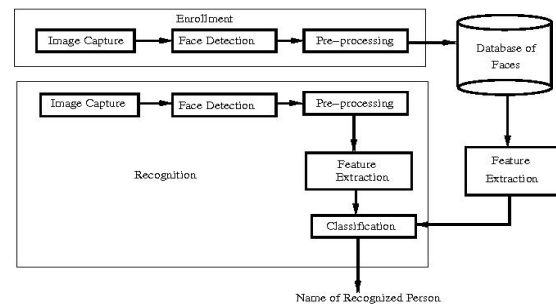 Enrollment
Image Capture
Face Detection
Pre-processing
Database of
Faces
Image Capture
Face Detection
Pre-processing
Feature
Extraction
Feature
Extraction
Recognition
Classification
Name of Recognized Person